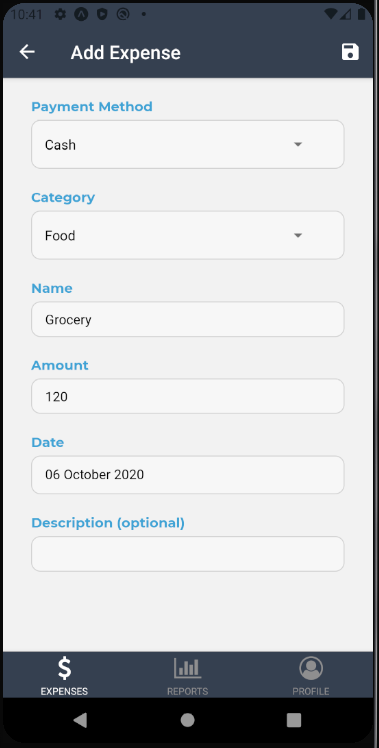 10:41
Add Expense
Payment Method
Cash
Category
Food
Name
Grocery
Amount
120
Date
06 October 2020
Description (optional)
$
EXPENSES REPORTS PROFILE